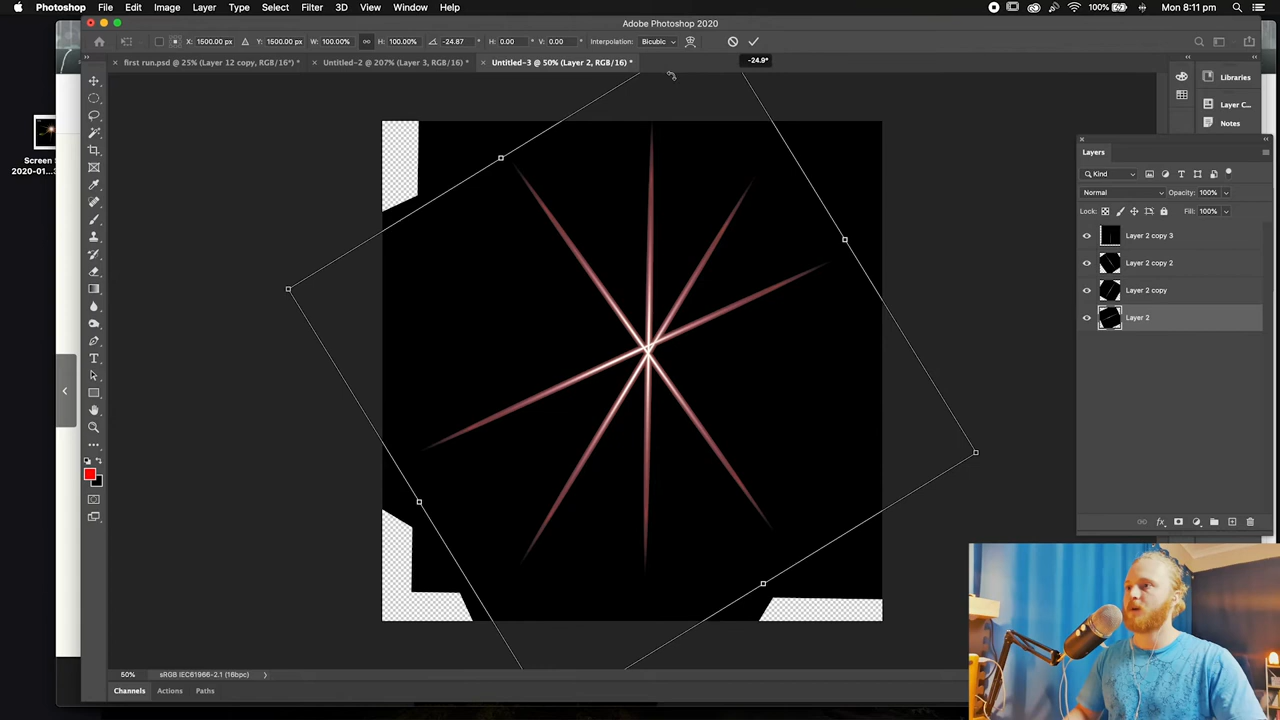 Photoshop File Edit Image Layer Type Select Filter 3D View Window Help
100% Mon 8:11 pm
Adobe Photoshop 2020
X: 1500.00 px Y: 1500.00 px W: 100.00% H: 100.00% -24.87 H: 0.00 V: 0.00 Interpolation: Bicubic
first run.psd @ 25% (Layer 12 copy, RGB/16*) * Untitled-2 @ 207% (Layer 3, RGB/16) * Untitled-3 @ 50% (Layer 2, RGB/16) *
-24.9°
Libraries
Layer C...
Notes
Screen S
2020-01...3
Layers
Kind
Normal Opacity: 100%
Lock: Fill: 100%
Layer 2 copy 3
Layer 2 copy 2
Layer 2 copy
Layer 2
50% sRGB IEC61966-2.1 (16bpc)
Channels Actions Paths